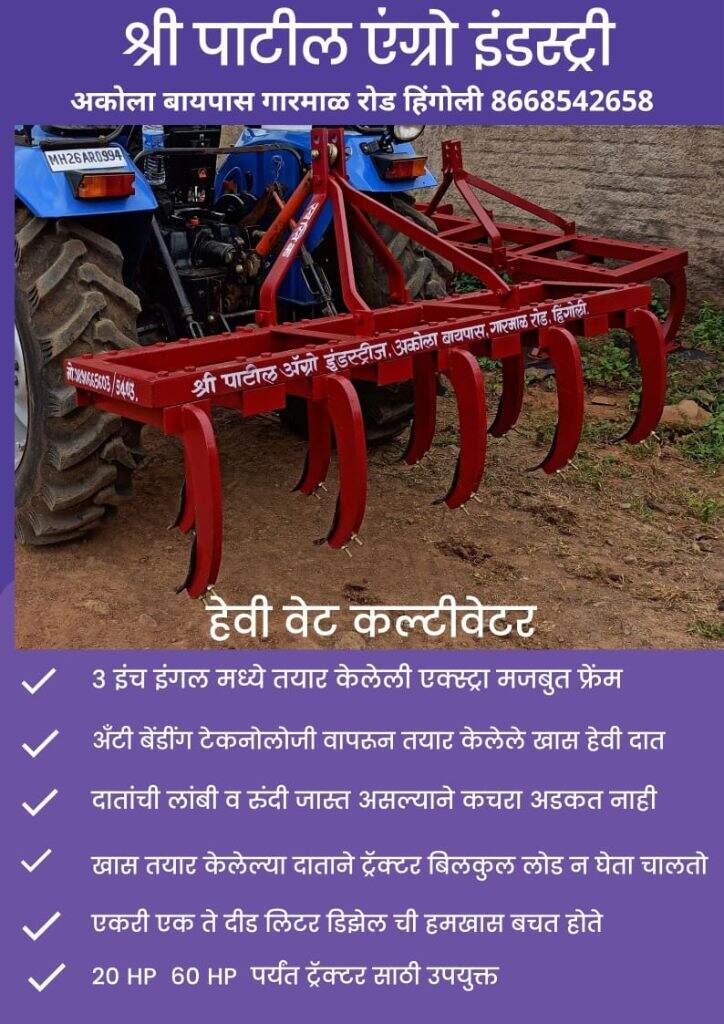 श्री पाटील एंग्रो इंडस्ट्री
अकोला बायपास गारमाळ रोड हिंगोली 8668542658
MH26AR0994
श्री पाटील ॲग्रो इंडस्ट्रीज, अकोला बायपास, गारमाळ रोड, हिंगोली.
हेवी वेट कल्टीवेटर
3 इंच इंगल मध्ये तयार केलेली एक्स्ट्रा मजबुत फ्रेंम
अँटी बेंडींग टेकनोलोजी वापरून तयार केलेले खास हेवी दात
दातांची लांबी व रुंदी जास्त असल्याने कचरा अडकत नाही
खास तयार केलेल्या दाताने ट्रॅक्टर बिलकुल लोड न घेता चालतो
एकरी एक ते दीड लिटर डिझेल ची हमखास बचत होते
20 HP 60 HP पर्यंत ट्रॅक्टर साठी उपयुक्त